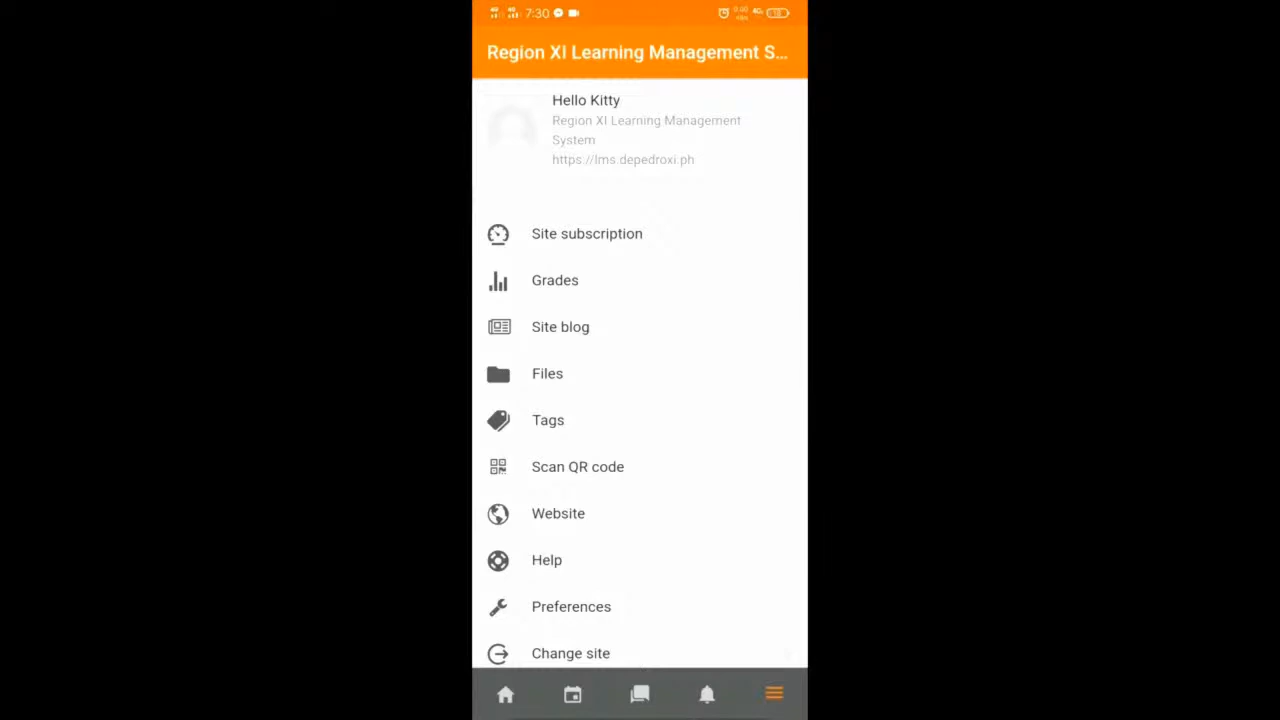 7:30
Region XI Learning Management S...
Hello Kitty
Region XI Learning Management
System
https://lms.depedroxi.ph
Site subscription
Grades
Site blog
Files
Tags
Scan QR code
Website
Help
Preferences
Change site